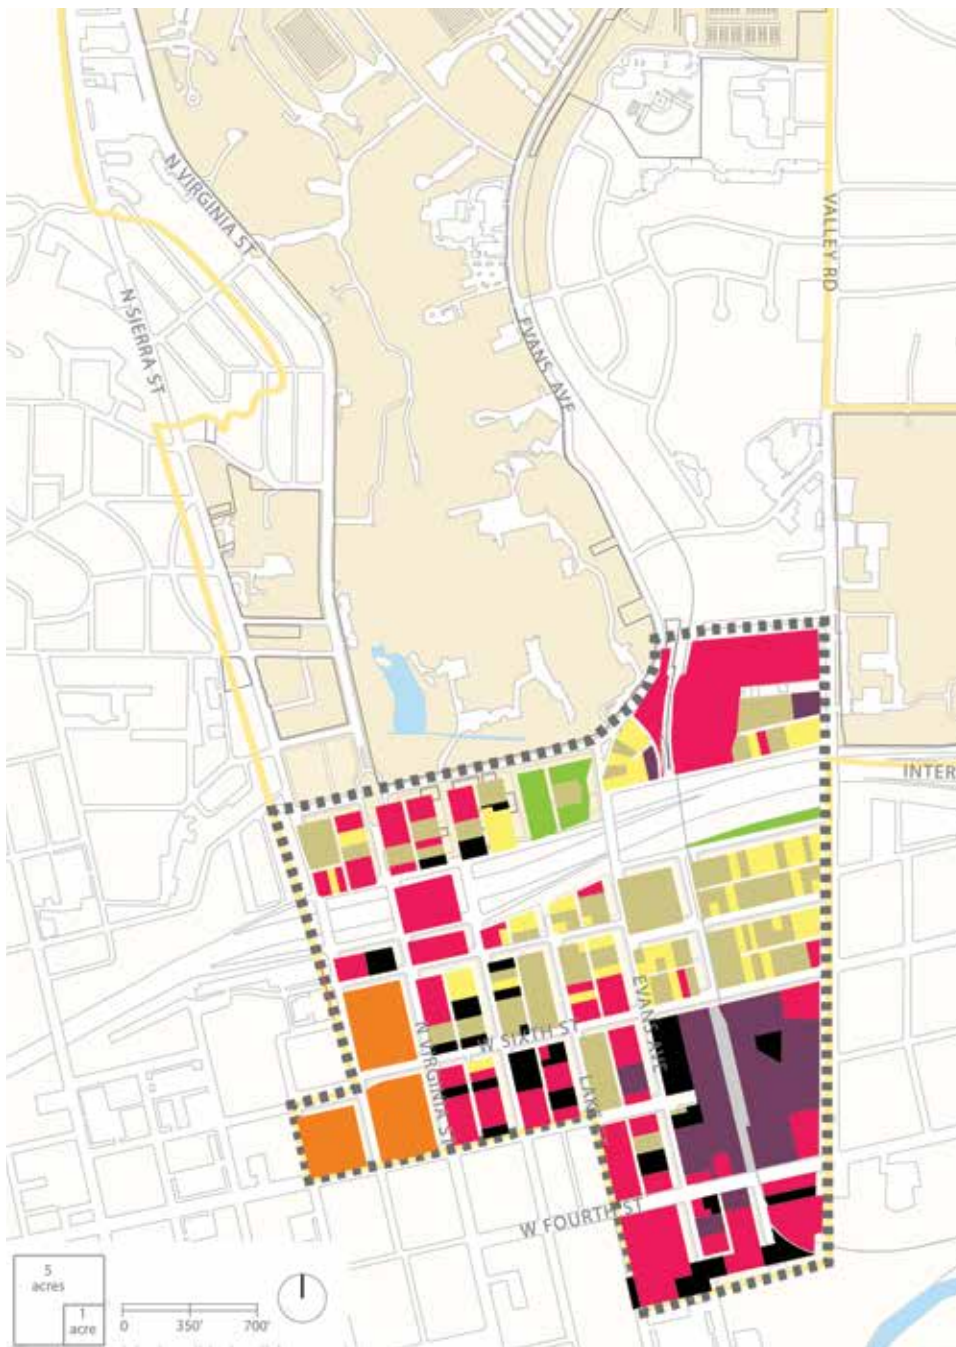 N VIRGINIA ST
VALLEY RD
N SIERRA ST
EVANS AVE
INTER
EVANS AVE
N VIRGINIA ST
W SIXTH ST
LAKE
W FOURTH ST
5
acres
1
acre
0 350' 700'